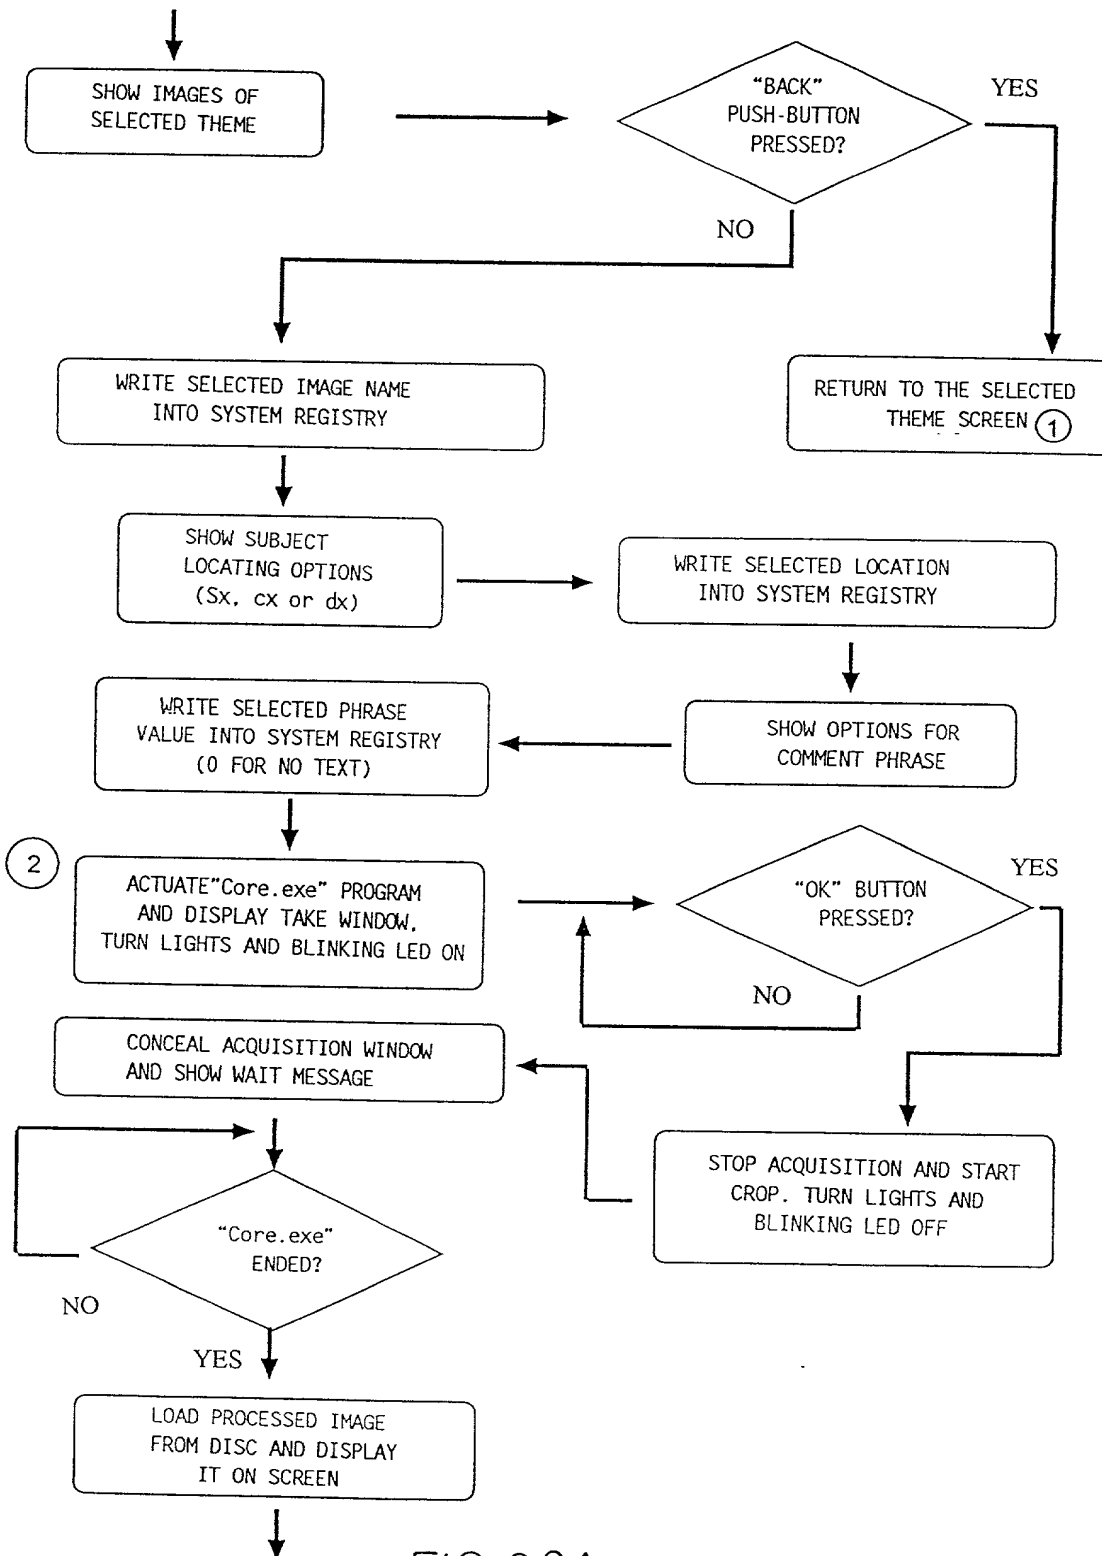 SHOW IMAGES OF
SELECTED THEME
"BACK"
PUSH-BUTTON
PRESSED?
YES
NO
WRITE SELECTED IMAGE NAME
INTO SYSTEM REGISTRY
RETURN TO THE SELECTED
THEME SCREEN 1
SHOW SUBJECT
LOCATING OPTIONS
(Sx, cx or dx)
WRITE SELECTED LOCATION
INTO SYSTEM REGISTRY
SHOW OPTIONS FOR
COMMENT PHRASE
WRITE SELECTED PHRASE
VALUE INTO SYSTEM REGISTRY
(0 FOR NO TEXT)
2
ACTUATE"Core.exe" PROGRAM
AND DISPLAY TAKE WINDOW,
TURN LIGHTS AND BLINKING LED ON
"OK" BUTTON
PRESSED?
YES
NO
STOP ACQUISITION AND START
CROP. TURN LIGHTS AND
BLINKING LED OFF
CONCEAL ACQUISITION WINDOW
AND SHOW WAIT MESSAGE
"Core.exe"
ENDED?
NO
YES
LOAD PROCESSED IMAGE
FROM DISC AND DISPLAY
IT ON SCREEN